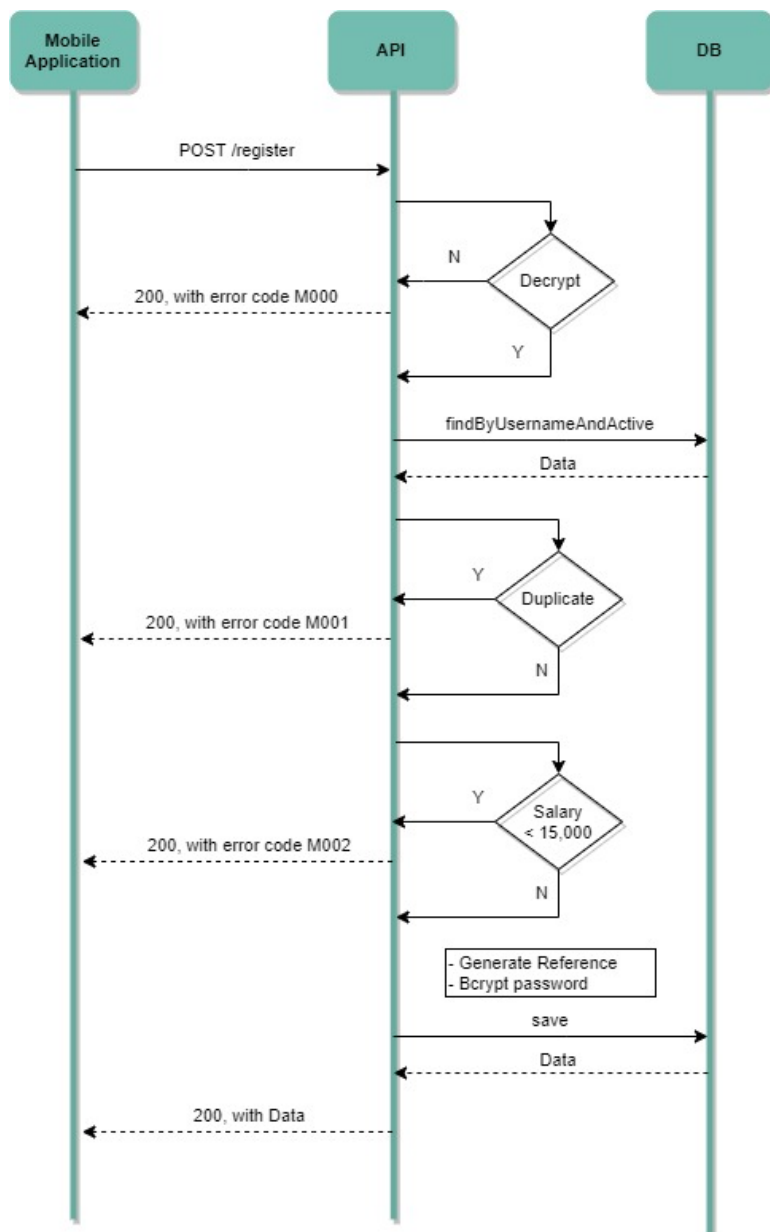 Mobile
Application
API
DB
POST /register
N
Decrypt
200, with error code M000
Y
findByUsernameAndActive
Data
Y
Duplicate
200, with error code M001
N
Y
Salary
< 15,000
200, with error code M002
N
- Generate Reference
- Bcrypt password
save
Data
200, with Data